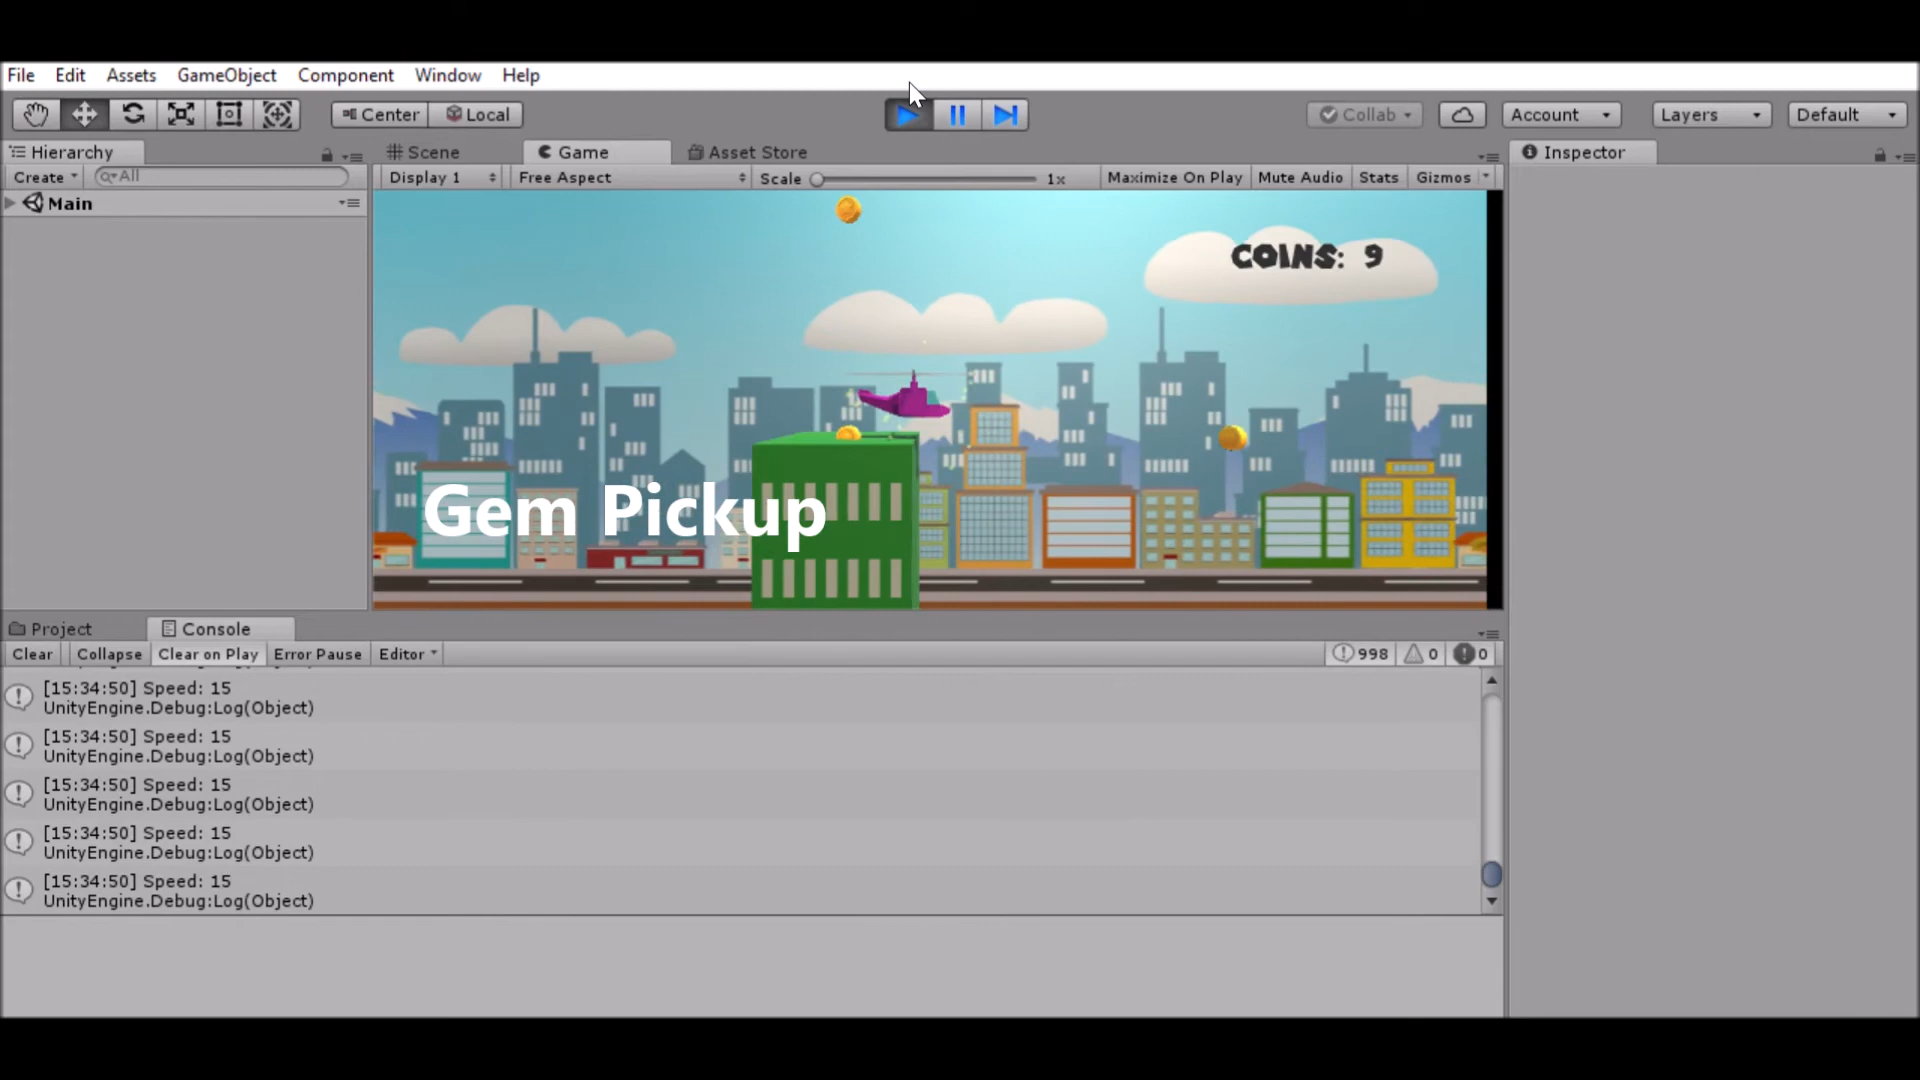 File Edit Assets GameObject Component Window Help
Center Local Collab Account Layers Default
Hierarchy Scene Game Asset Store Inspector
Create All Display 1 Free Aspect Scale 1x Maximize On Play Mute Audio Stats Gizmos
Main
COINS: 9
Gem Pickup
Project Console
Clear Collapse Clear on Play Error Pause Editor 998 0 0
[15:34:50] Speed: 15
UnityEngine.Debug:Log(Object)
[15:34:50] Speed: 15
UnityEngine.Debug:Log(Object)
[15:34:50] Speed: 15
UnityEngine.Debug:Log(Object)
[15:34:50] Speed: 15
UnityEngine.Debug:Log(Object)
[15:34:50] Speed: 15
UnityEngine.Debug:Log(Object)